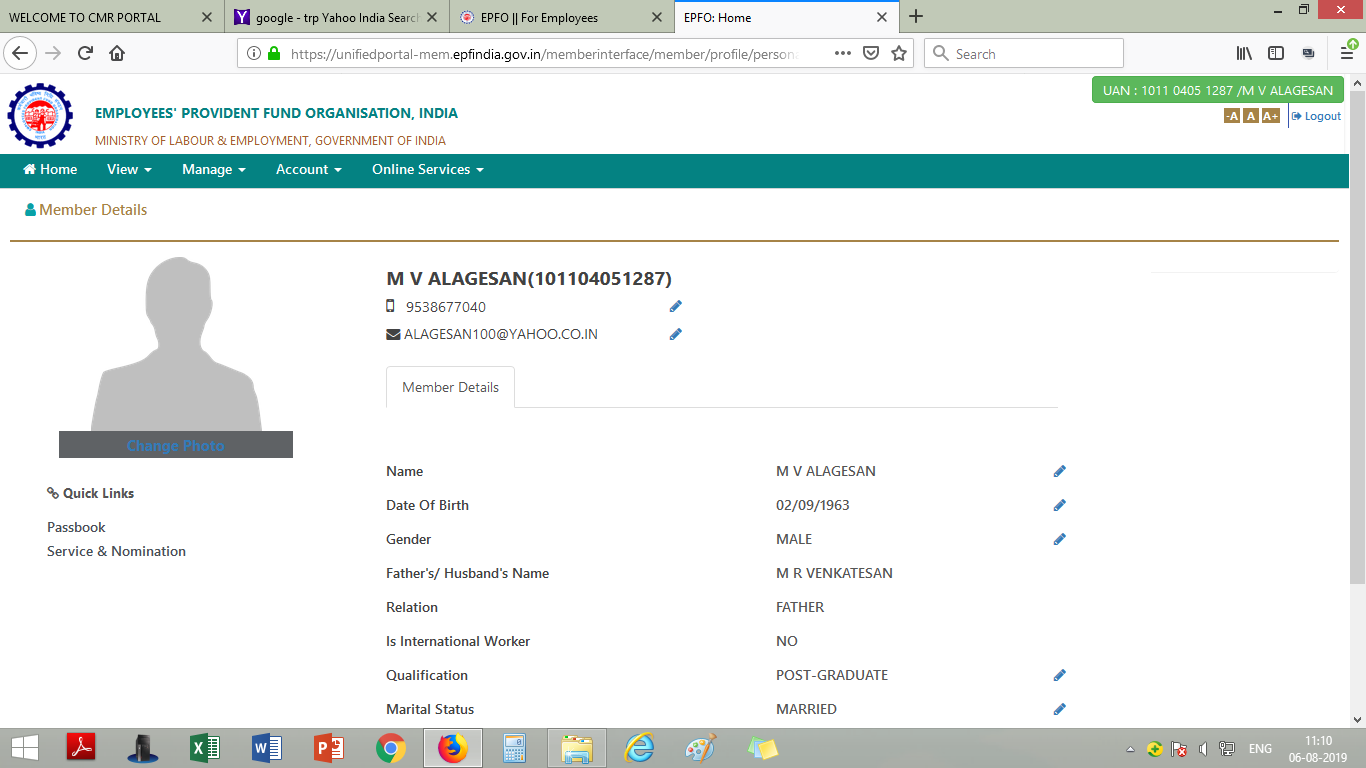 WELCOME TO CMR PORTAL
google - trp Yahoo India Search
EPFO || For Employees
EPFO: Home
https://unifiedportal-mem.epfindia.gov.in/memberinterface/member/profile/person
Search
EMPLOYEES' PROVIDENT FUND ORGANISATION, INDIA
MINISTRY OF LABOUR & EMPLOYMENT, GOVERNMENT OF INDIA
UAN : 1011 0405 1287 /M V ALAGESAN
-A A A+ Logout
Home View Manage Account Online Services
Member Details
M V ALAGESAN(101104051287)
9538677040
ALAGESAN100@YAHOO.CO.IN
Member Details
Change Photo
Quick Links
Passbook
Service & Nomination
Name M V ALAGESAN
Date Of Birth 02/09/1963
Gender MALE
Father's/ Husband's Name M R VENKATESAN
Relation FATHER
Is International Worker NO
Qualification POST-GRADUATE
Marital Status MARRIED
ENG
11:10
06-08-2019